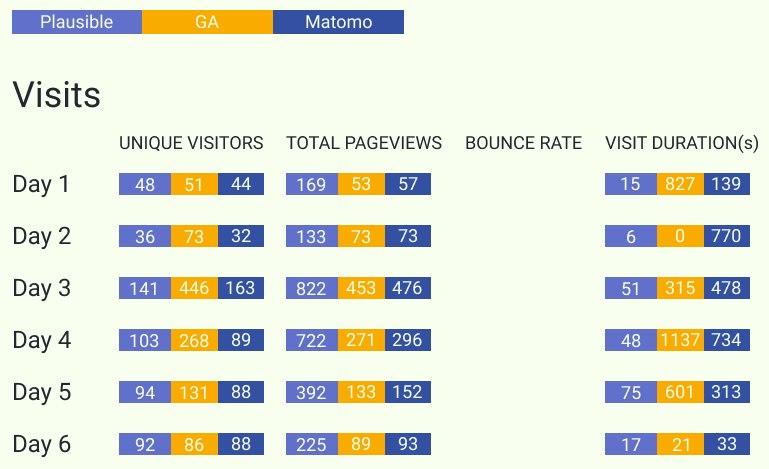 Plausible GA Matomo
Visits
UNIQUE VISITORS TOTAL PAGEVIEWS BOUNCE RATE VISIT DURATION(s)
Day 1 48 51 44 169 53 57 15 827 139
Day 2 36 73 32 133 73 73 6 0 770
Day 3 141 446 163 822 453 476 51 315 478
Day 4 103 268 89 722 271 296 48 1137 734
Day 5 94 131 88 392 133 152 75 601 313
Day 6 92 86 88 225 89 93 17 21 33